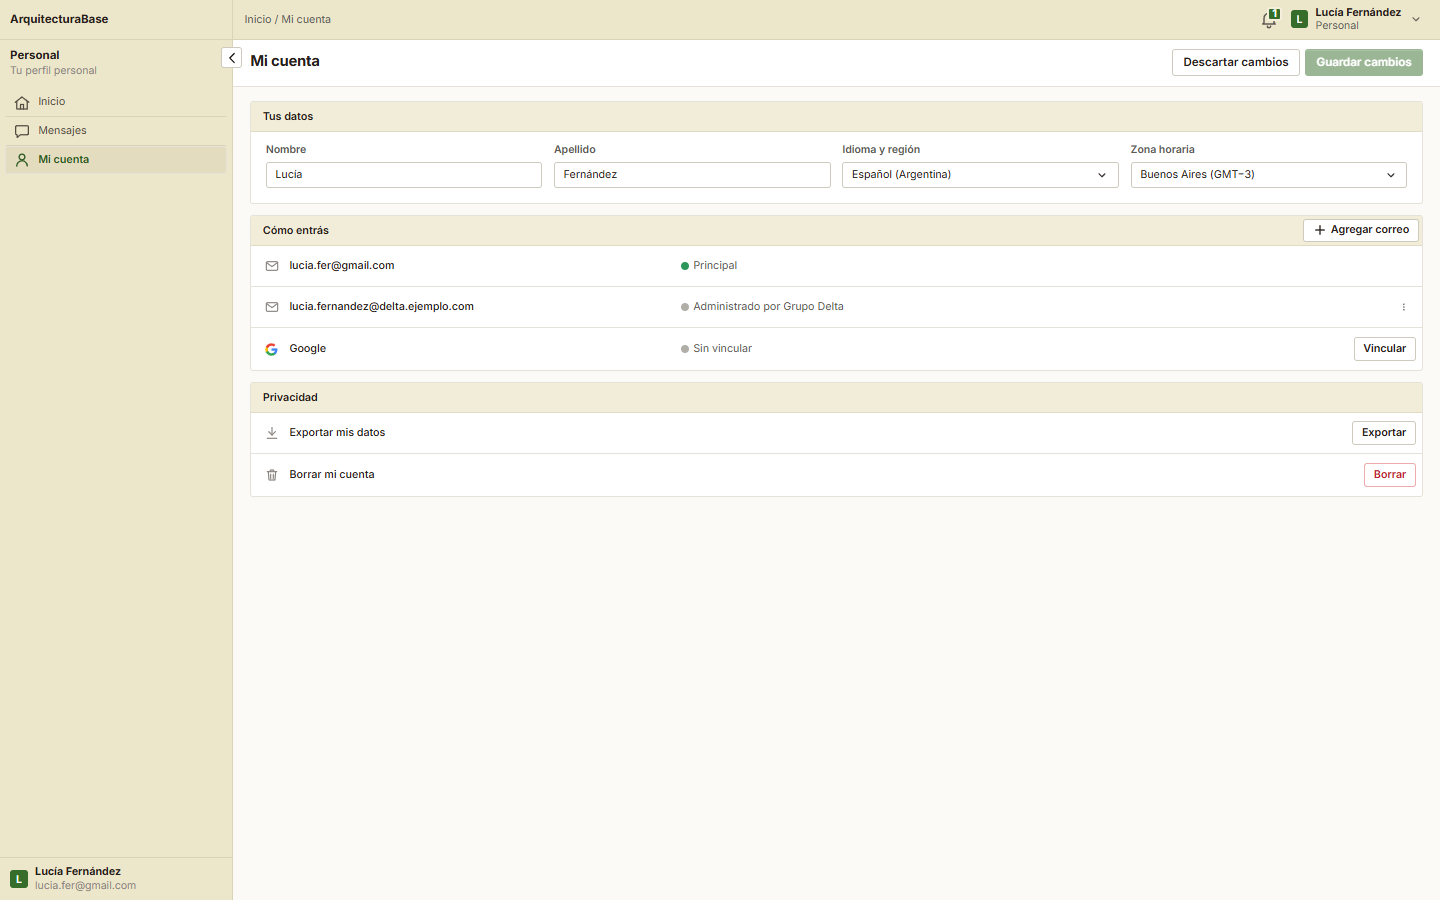 ArquitecturaBase
Inicio / Mi cuenta
1
L
Lucía Fernández
Personal
Personal
Tu perfil personal
Inicio
Mensajes
Mi cuenta
Mi cuenta
Descartar cambios
Guardar cambios
Tus datos
Nombre
Apellido
Idioma y región
Zona horaria
Lucía
Fernández
Español (Argentina)
Buenos Aires (GMT−3)
Cómo entrás
Agregar correo
lucia.fer@gmail.com
Principal
lucia.fernandez@delta.ejemplo.com
Administrado por Grupo Delta
Google
Sin vincular
Vincular
Privacidad
Exportar mis datos
Exportar
Borrar mi cuenta
Borrar
L
Lucía Fernández
lucia.fer@gmail.com